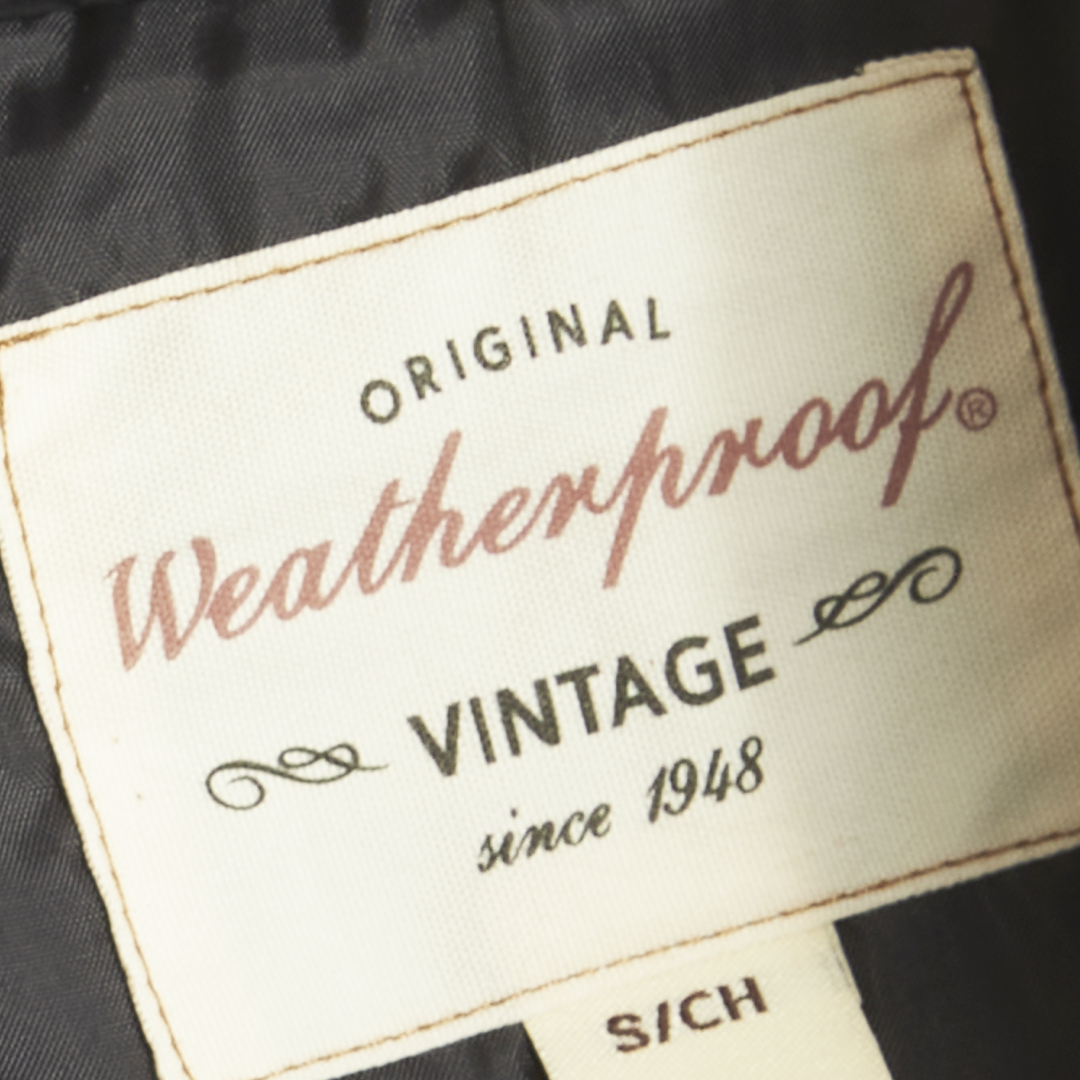 ORIGINAL
Weatherproof®
VINTAGE
since 1948
S/CH